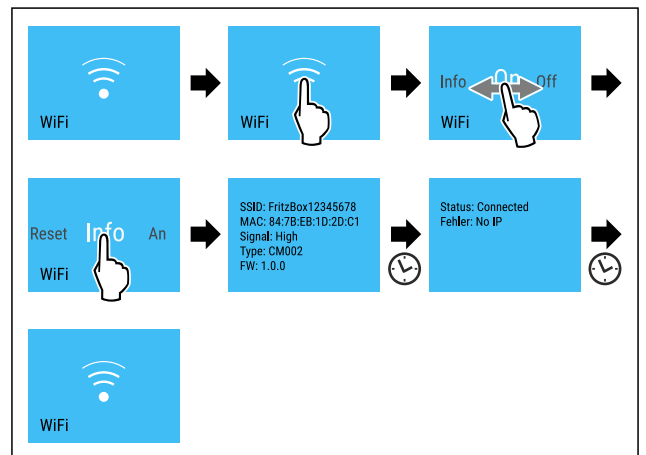 WiFi
WiFi
Info On Off
WiFi
Reset Info An
WiFi
SSID: FritzBox12345678
MAC: 84:7B:EB:1D:2D:C1
Signal: High
Type: CM002
FW: 1.0.0
Status: Connected
Fehler: No IP
WiFi